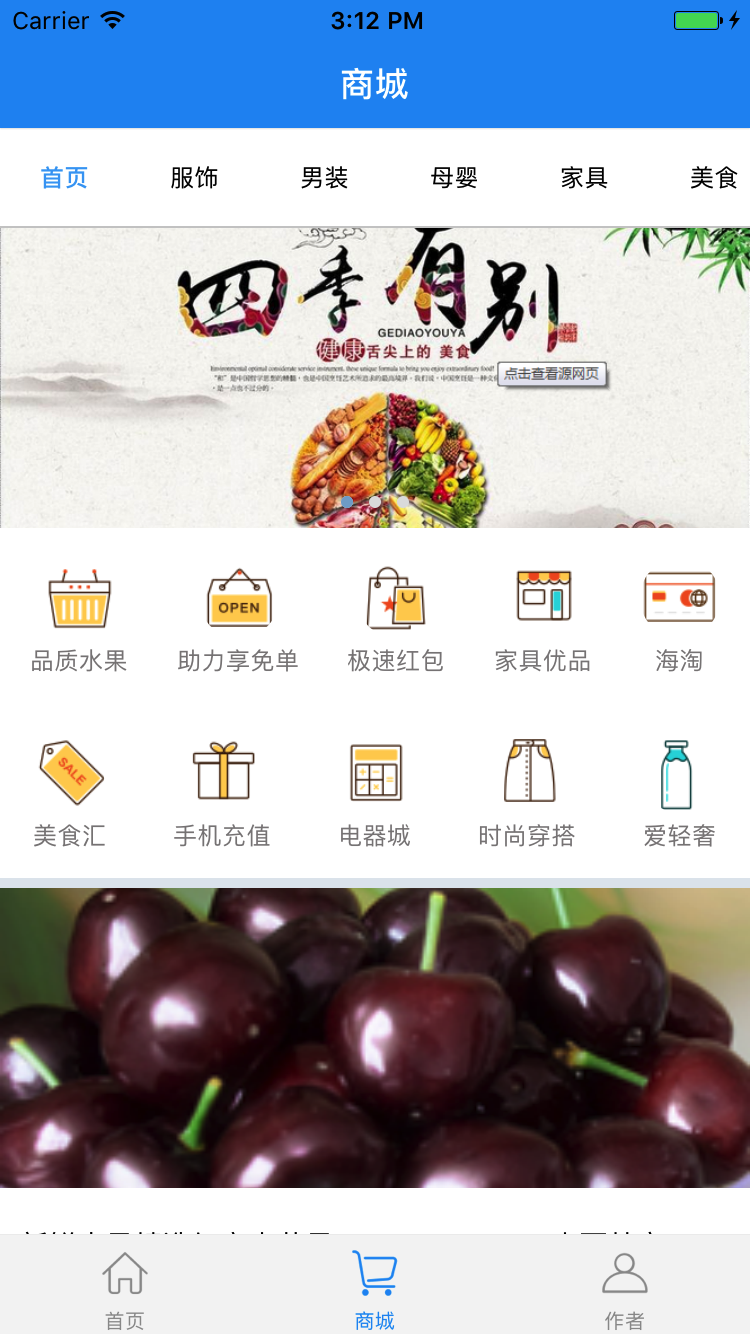 Carrier 3:12 PM
商城
首页 服饰 男装 母婴 家具 美食
四季有别
GEDIAOYOUYA
健康舌尖上的 美食
点击查看源网页
OPEN
品质水果 助力享免单 极速红包 家具优品 海淘
SALE
美食汇 手机充值 电器城 时尚穿搭 爱轻奢
首页 商城 作者